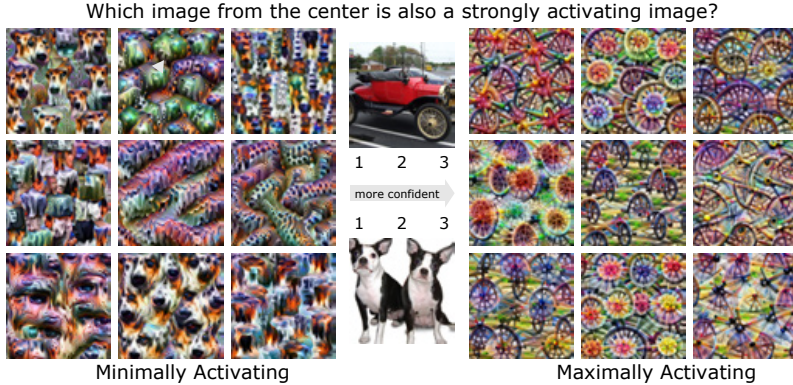 Which image from the center is also a strongly activating image?
1 2 3
more confident
1 2 3
Minimally Activating
Maximally Activating